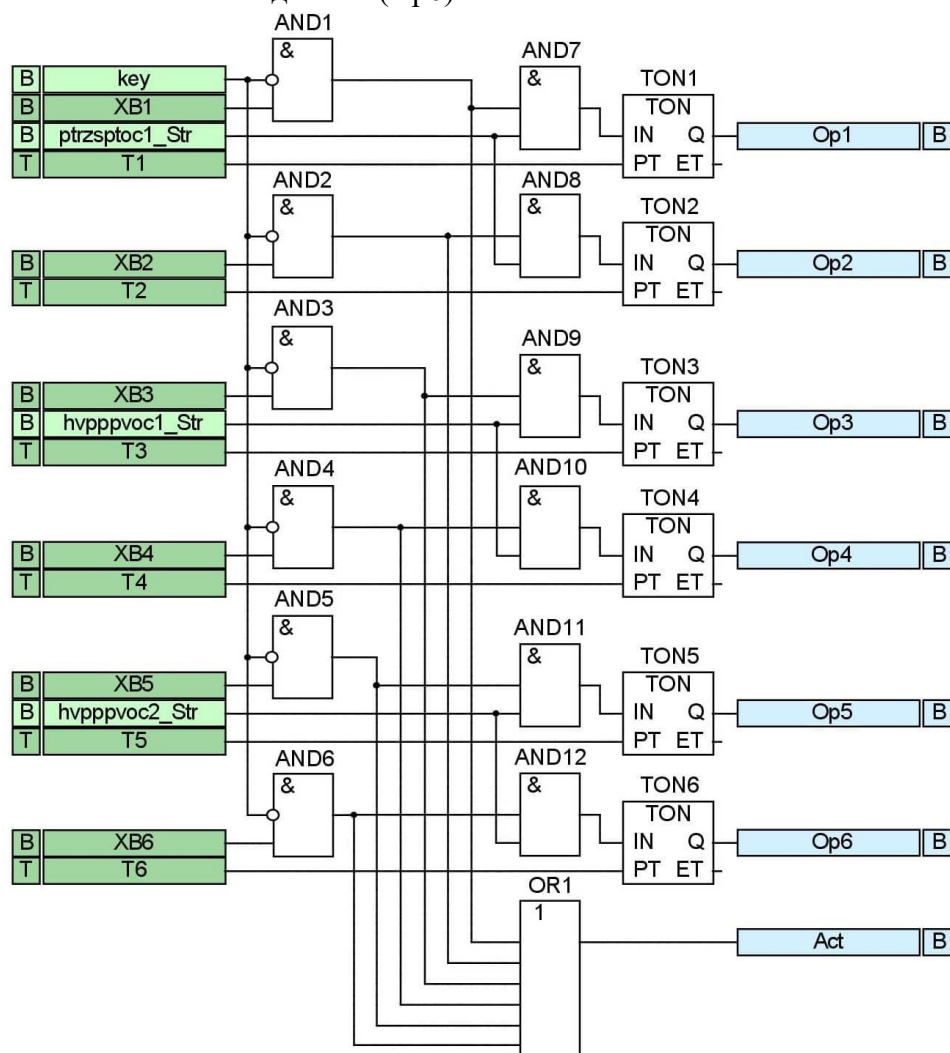 AND1
&
AND7
&
TON1
TON
B key
B XB1
B ptrzsptoc1_Str
T T1
IN Q
PT ET
Op1 B
AND2
&
AND8
&
TON2
TON
B XB2
T T2
IN Q
PT ET
Op2 B
AND3
&
AND9
&
TON3
TON
B XB3
B hvpppvoc1_Str
T T3
IN Q
PT ET
Op3 B
AND4
&
AND10
&
TON4
TON
B XB4
T T4
IN Q
PT ET
Op4 B
AND5
&
AND11
&
TON5
TON
B XB5
B hvpppvoc2_Str
T T5
IN Q
PT ET
Op5 B
AND6
&
AND12
&
TON6
TON
B XB6
T T6
IN Q
PT ET
Op6 B
OR1
1
Act B